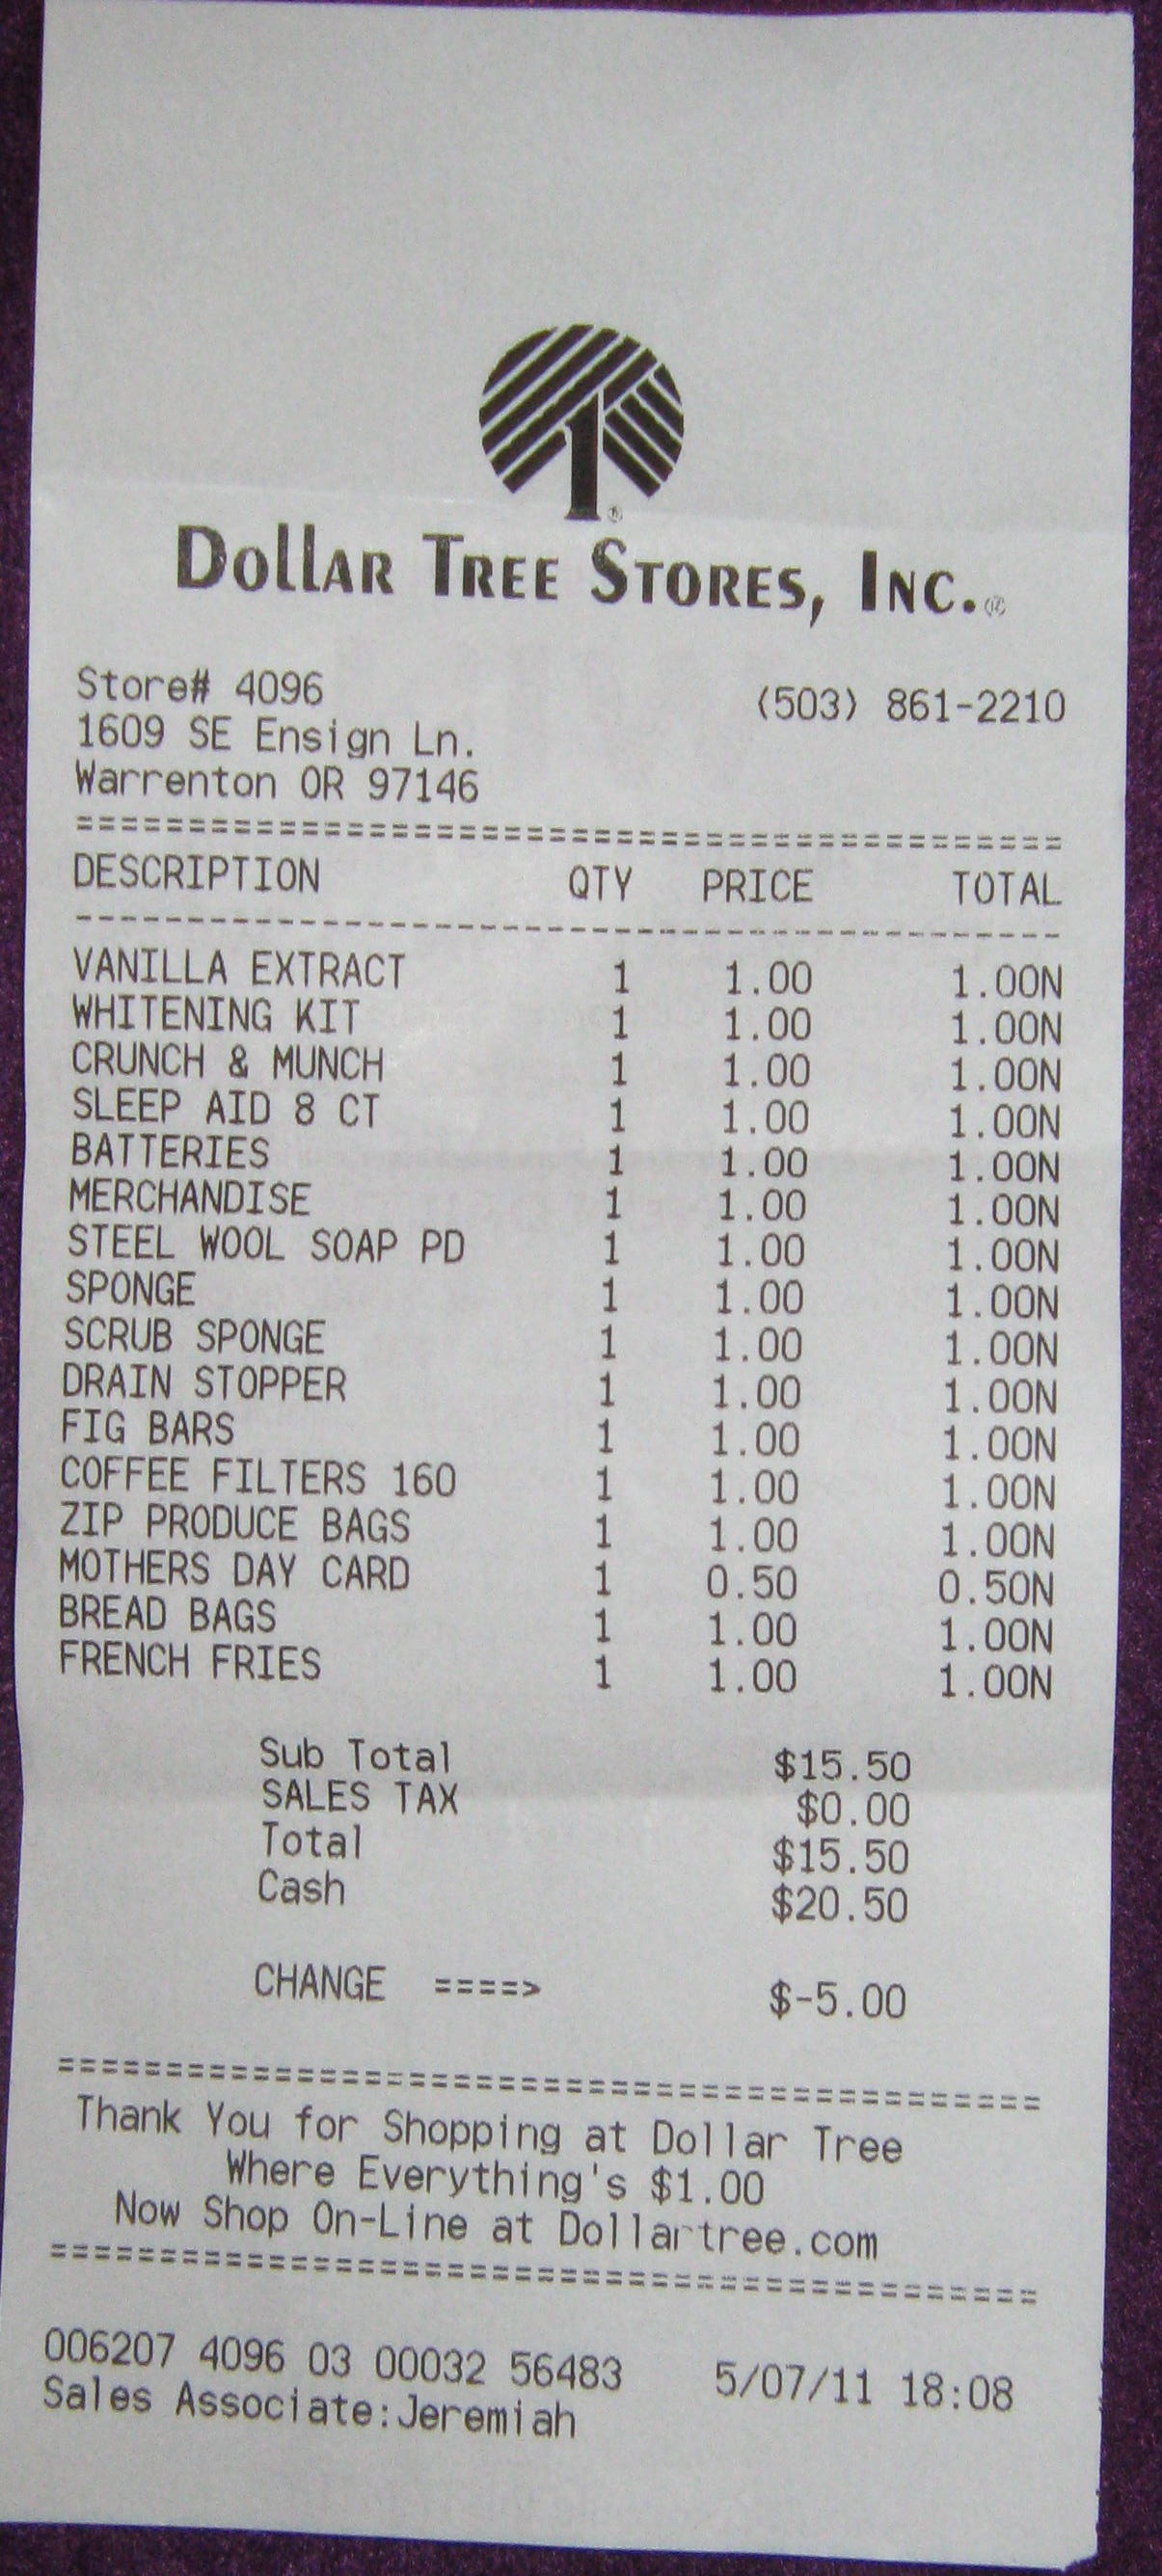 1®
Dollar Tree Stores, Inc.®
Store# 4096 (503) 861-2210
1609 SE Ensign Ln.
Warrenton OR 97146
=============================================
DESCRIPTION QTY PRICE TOTAL
---------------------------------------------
VANILLA EXTRACT 1 1.00 1.00N
WHITENING KIT 1 1.00 1.00N
CRUNCH & MUNCH 1 1.00 1.00N
SLEEP AID 8 CT 1 1.00 1.00N
BATTERIES 1 1.00 1.00N
MERCHANDISE 1 1.00 1.00N
STEEL WOOL SOAP PD 1 1.00 1.00N
SPONGE 1 1.00 1.00N
SCRUB SPONGE 1 1.00 1.00N
DRAIN STOPPER 1 1.00 1.00N
FIG BARS 1 1.00 1.00N
COFFEE FILTERS 160 1 1.00 1.00N
ZIP PRODUCE BAGS 1 1.00 1.00N
MOTHERS DAY CARD 1 0.50 0.50N
BREAD BAGS 1 1.00 1.00N
FRENCH FRIES 1 1.00 1.00N
Sub Total $15.50
SALES TAX $0.00
Total $15.50
Cash $20.50
CHANGE ====> $-5.00
=============================================
Thank You for Shopping at Dollar Tree
Where Everything's $1.00
Now Shop On-Line at Dollartree.com
=============================================
006207 4096 03 00032 56483 5/07/11 18:08
Sales Associate:Jeremiah